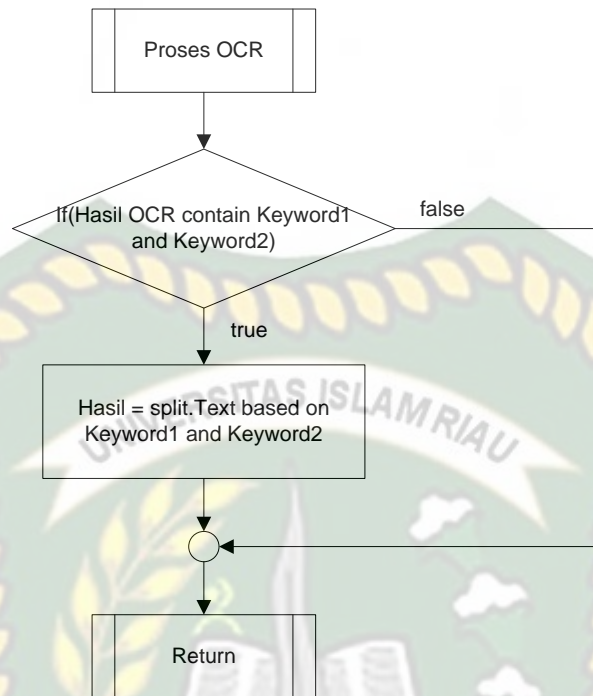 Proses OCR
If(Hasil OCR contain Keyword1
and Keyword2)
false
true
Hasil = split.Text based on
Keyword1 and Keyword2
UNIVERSITAS ISLAM RIAU
Return